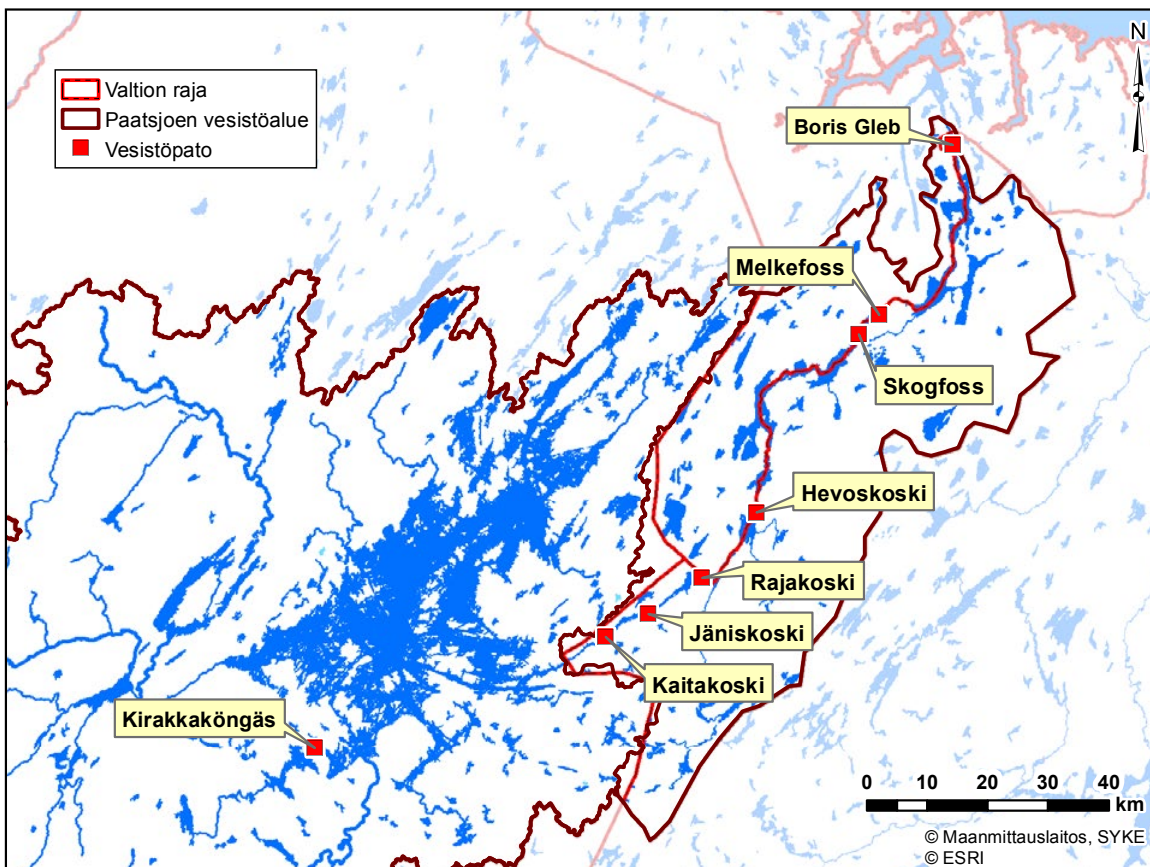 N
Valtion raja
Paatsjoen vesistöalue
Vesistöpato
Boris Gleb
Melkefoss
Skogfoss
Hevoskoski
Rajakoski
Jäniskoski
Kaitakoski
Kirakkaköngäs
0 10 20 30 40
km
© Maanmittauslaitos, SYKE
© ESRI